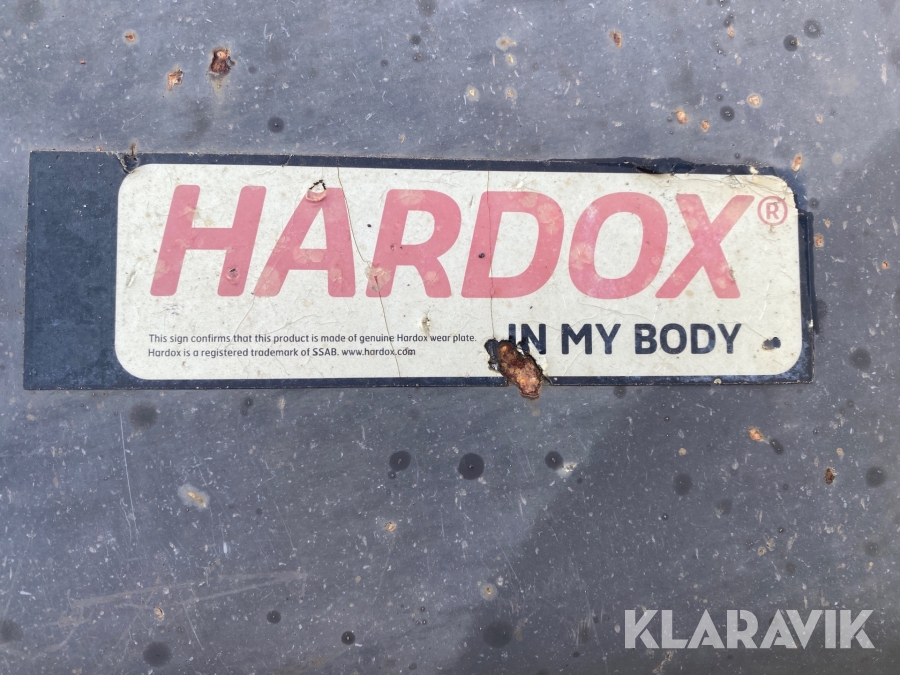 HARDOX®
This sign confirms that this product is made of genuine Hardox wear plate.
Hardox is a registered trademark of SSAB. www.hardox.com
IN MY BODY
KLARAVIK